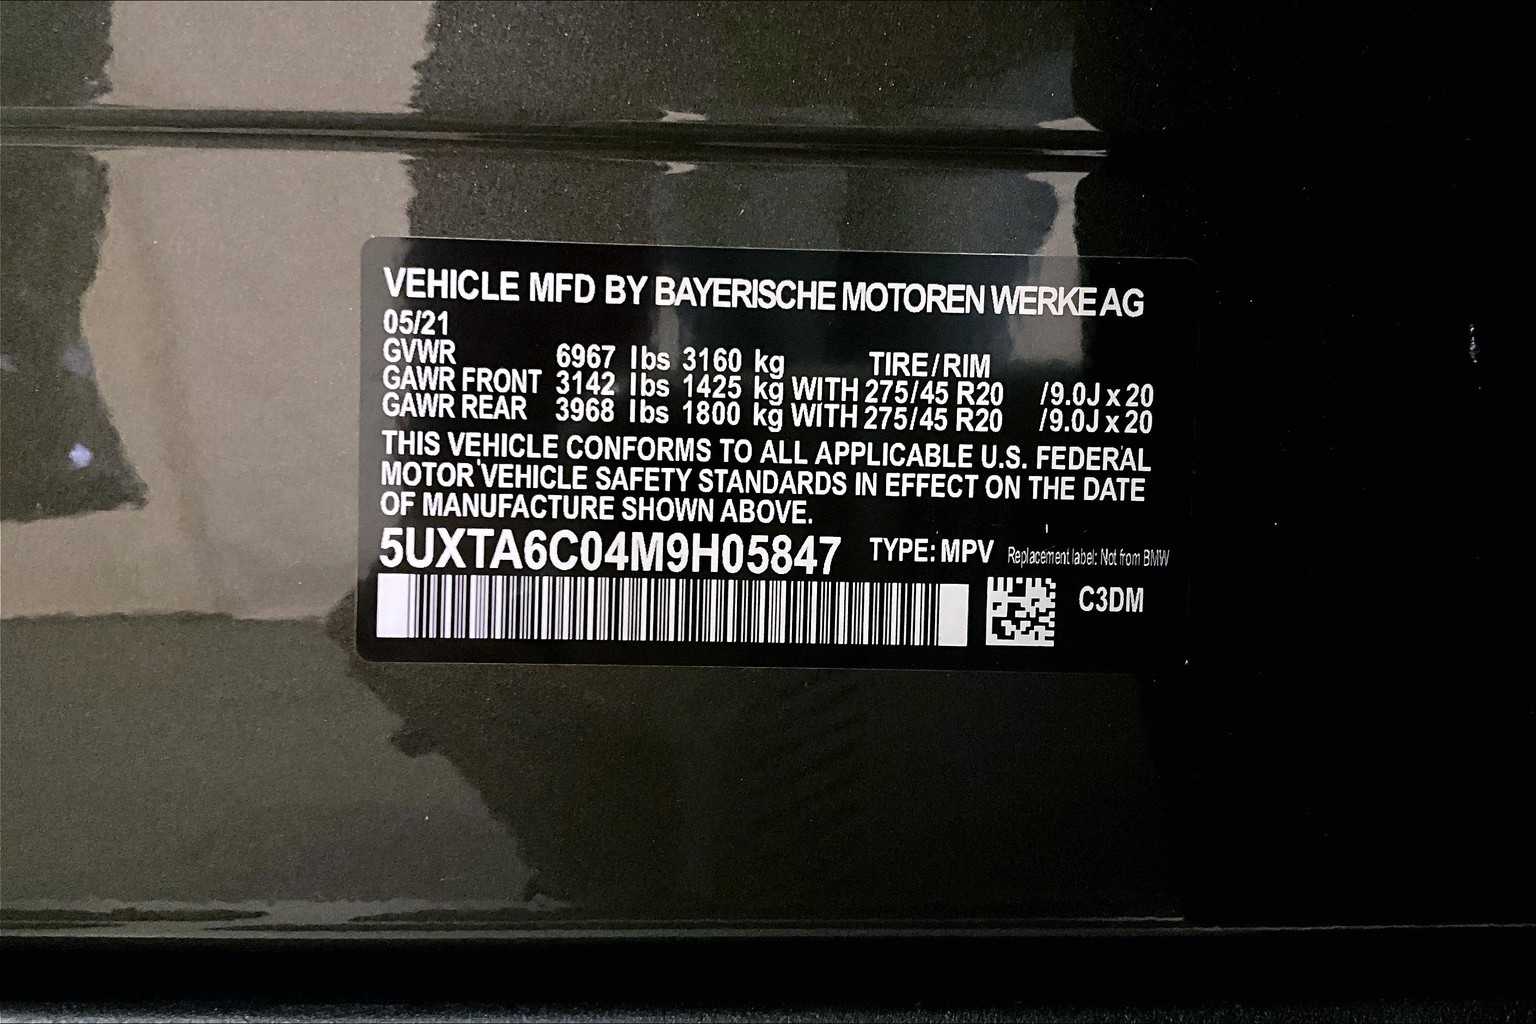 VEHICLE MFD BY BAYERISCHE MOTOREN WERKE AG
05/21
GVWR 6967 lbs 3160 kg TIRE/RIM
GAWR FRONT 3142 lbs 1425 kg WITH 275/45 R20 /9.0J x 20
GAWR REAR 3968 lbs 1800 kg WITH 275/45 R20 /9.0J x 20
THIS VEHICLE CONFORMS TO ALL APPLICABLE U.S. FEDERAL
MOTOR VEHICLE SAFETY STANDARDS IN EFFECT ON THE DATE
OF MANUFACTURE SHOWN ABOVE.
5UXTA6C04M9H05847 TYPE: MPV Replacement label: Not from BMW
C3DM